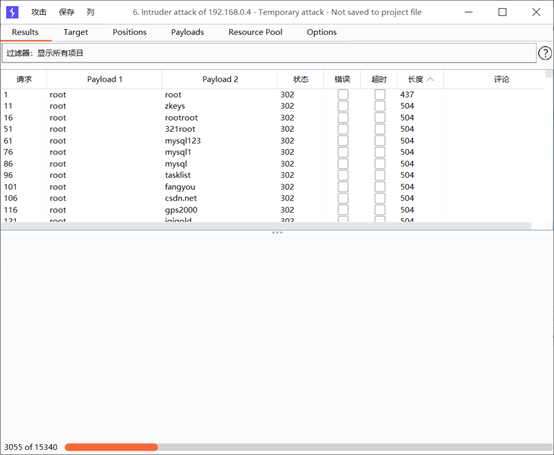 攻击 保存 列 6. Intruder attack of 192.168.0.4 - Temporary attack - Not saved to project file
Results Target Positions Payloads Resource Pool Options
过滤器：显示所有项目 ?
请求 Payload 1 Payload 2 状态 错误 超时 长度 评论
1 root root 302 437
11 root zkeys 302 504
16 root rootroot 302 504
51 root 321root 302 504
61 root mysql123 302 504
76 root mysql1 302 504
86 root mysql 302 504
96 root tasklist 302 504
101 root fangyou 302 504
106 root csdn.net 302 504
116 root gps2000 302 504
121 root 302 504
3055 of 15340